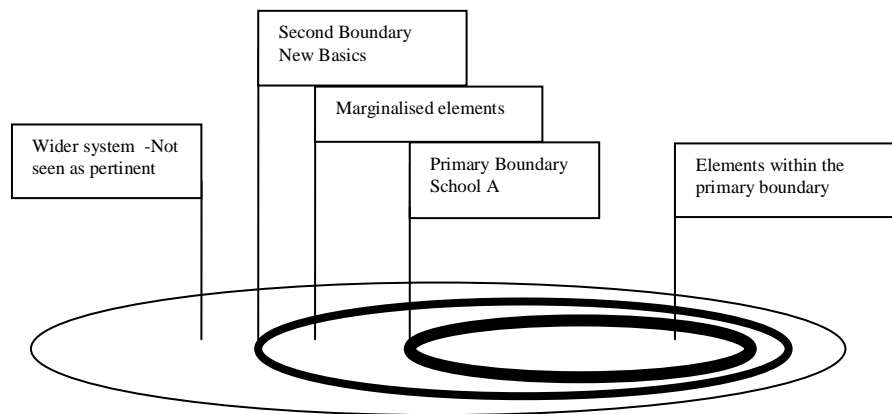 Second Boundary
New Basics
Marginalised elements
Wider system  -Not
seen as pertinent
Primary Boundary
School A
Elements within the
primary boundary